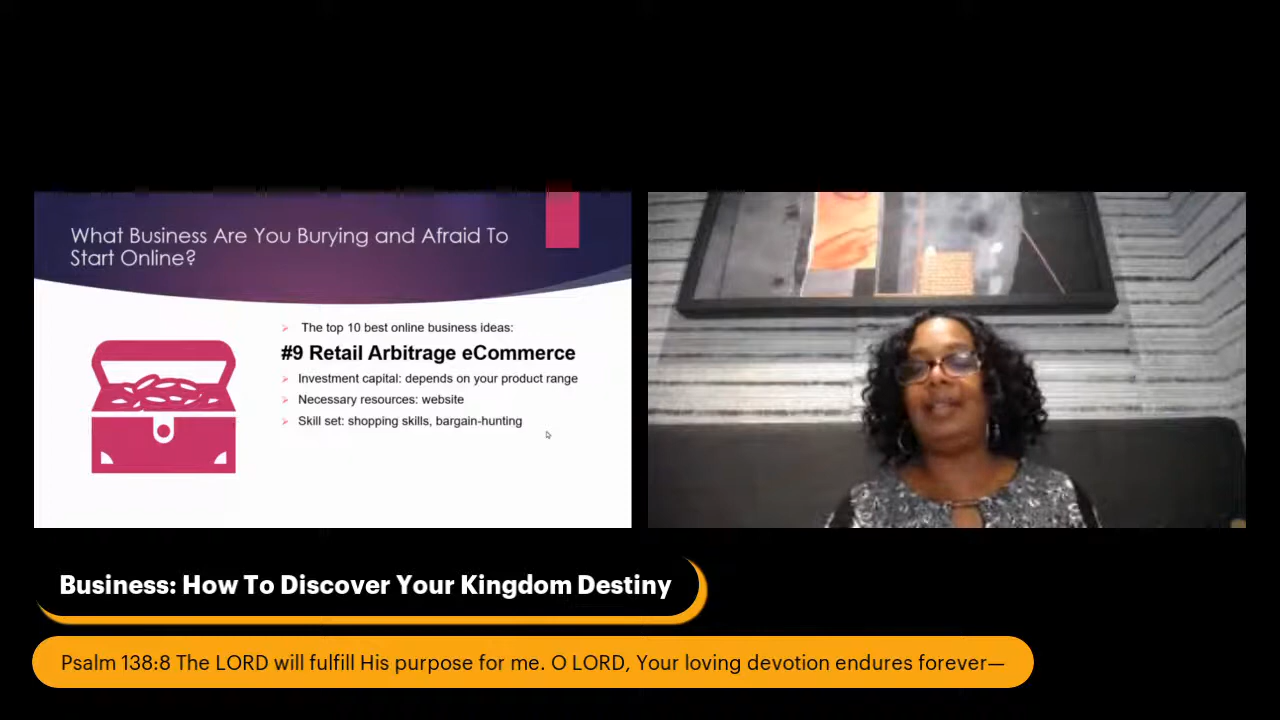 What Business Are You Burying and Afraid To
Start Online?
The top 10 best online business ideas:
#9 Retail Arbitrage eCommerce
Investment capital: depends on your product range
Necessary resources: website
Skill set: shopping skills, bargain-hunting
Business: How To Discover Your Kingdom Destiny
Psalm 138:8 The LORD will fulfill His purpose for me. O LORD, Your loving devotion endures forever—